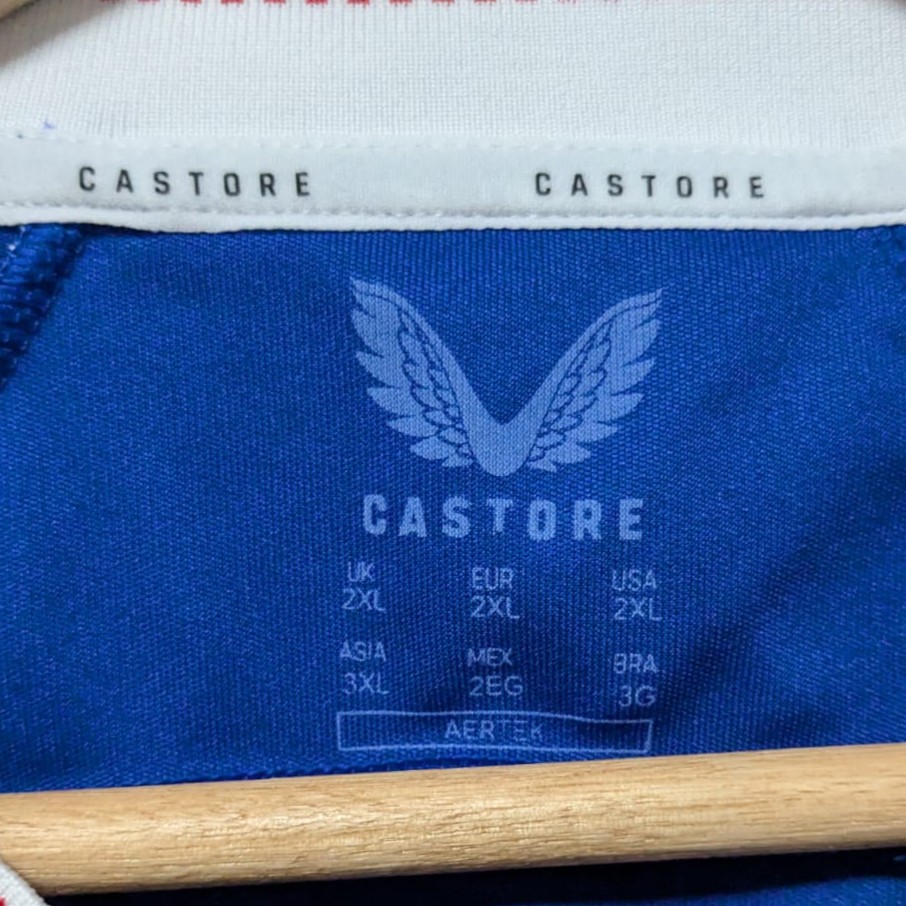 CASTORE CASTORE
CASTORE
UK EUR USA
2XL 2XL 2XL
ASIA MEX BRA
3XL 2EG 3G
AERTEK